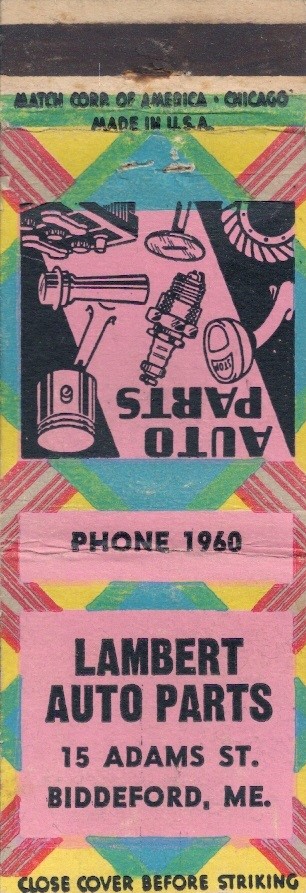 MATCH CORP. OF AMERICA • CHICAGO
MADE IN U.S.A.
STOP
AUTO
PARTS
PHONE 1960
LAMBERT
AUTO PARTS
15 ADAMS ST.
BIDDEFORD, ME.
CLOSE COVER BEFORE STRIKING